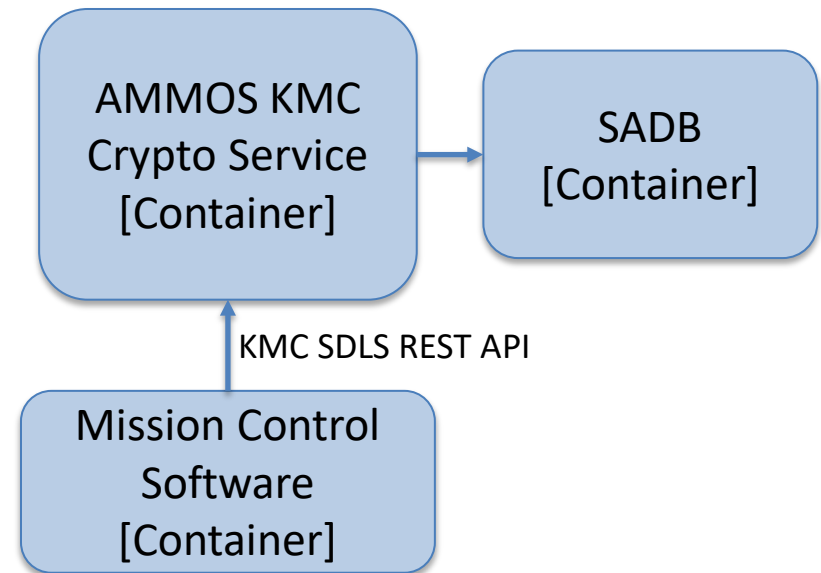 AMMOS KMC
Crypto Service
[Container]
SADB
[Container]
KMC SDLS REST API
Mission Control
Software
[Container]